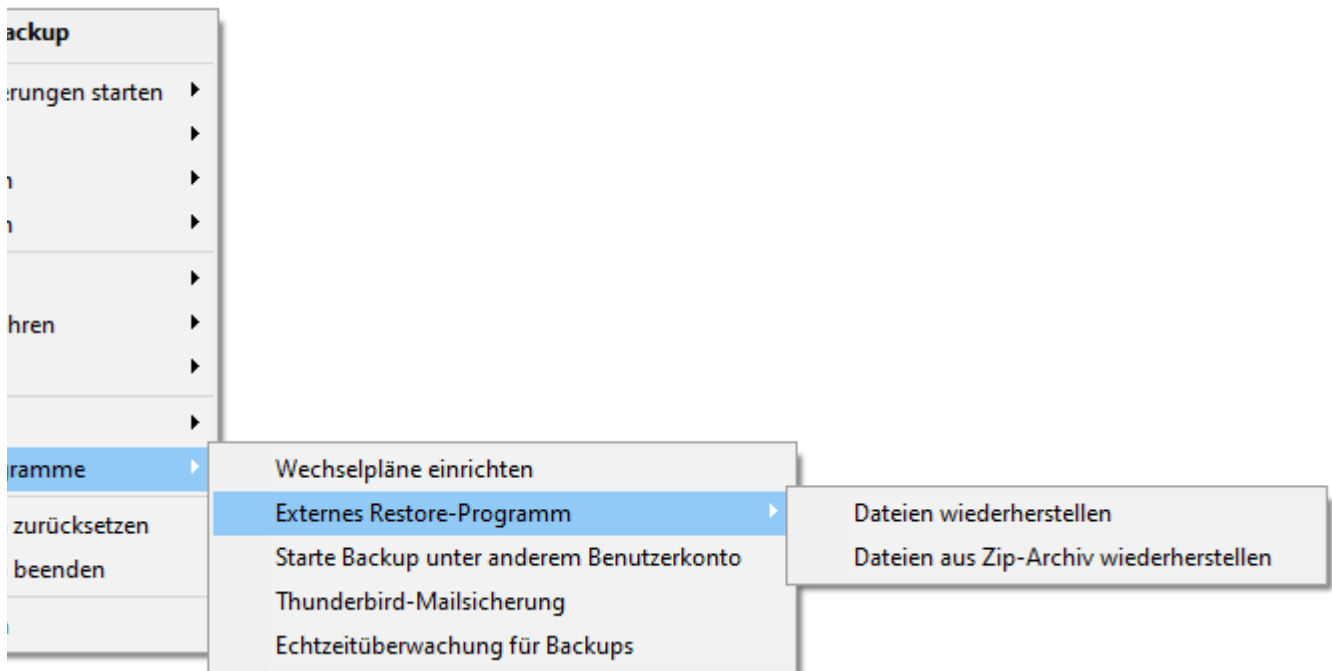 ackup
erungen starten
n
n
hren
gramme
Wechselpläne einrichten
Externes Restore-Programm
Dateien wiederherstellen
zurücksetzen
Starte Backup unter anderem Benutzerkonto
Dateien aus Zip-Archiv wiederherstellen
beenden
Thunderbird-Mailsicherung
Echtzeitüberwachung für Backups